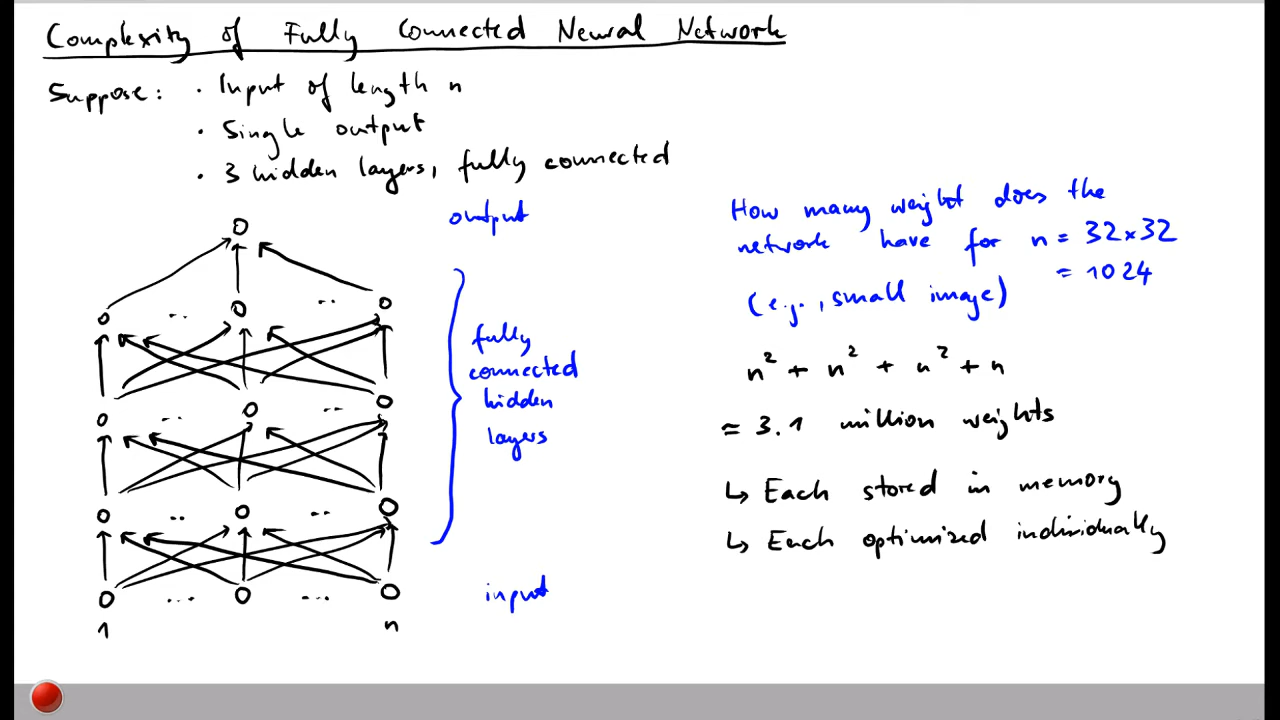 Complexity of Fully Connected Neural Network
Suppose: · Input of length n
· Single output
· 3 hidden layers, fully connected
output
fully
connected
hidden
layers
input
1 n
How many weight does the
network have for n = 32x32
= 1024
(e.g., small image)
n² + n² + n² + n
≈ 3.1 million weights
↳ Each stored in memory
↳ Each optimized individually